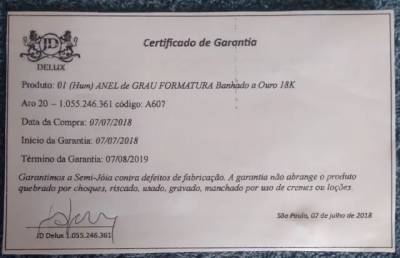 Certificado de Garantia
JD
DELUX
Produto: 01 (Hum) ANEL de GRAU FORMATURA Banhado a Ouro 18K
Aro 20 – 1.055.246.361 código: A607
Data da Compra: 07/07/2018
Início da Garantia: 07/07/2018
Término da Garantia: 07/08/2019
Garantimos a Semi-Jóia contra defeitos de fabricação. A garantia não abrange o produto
quebrado por choques, riscado, usado, gravado, manchado por uso de cremes ou loções.
São Paulo, 07 de julho de 2018
JD Delux 1.055.246.361